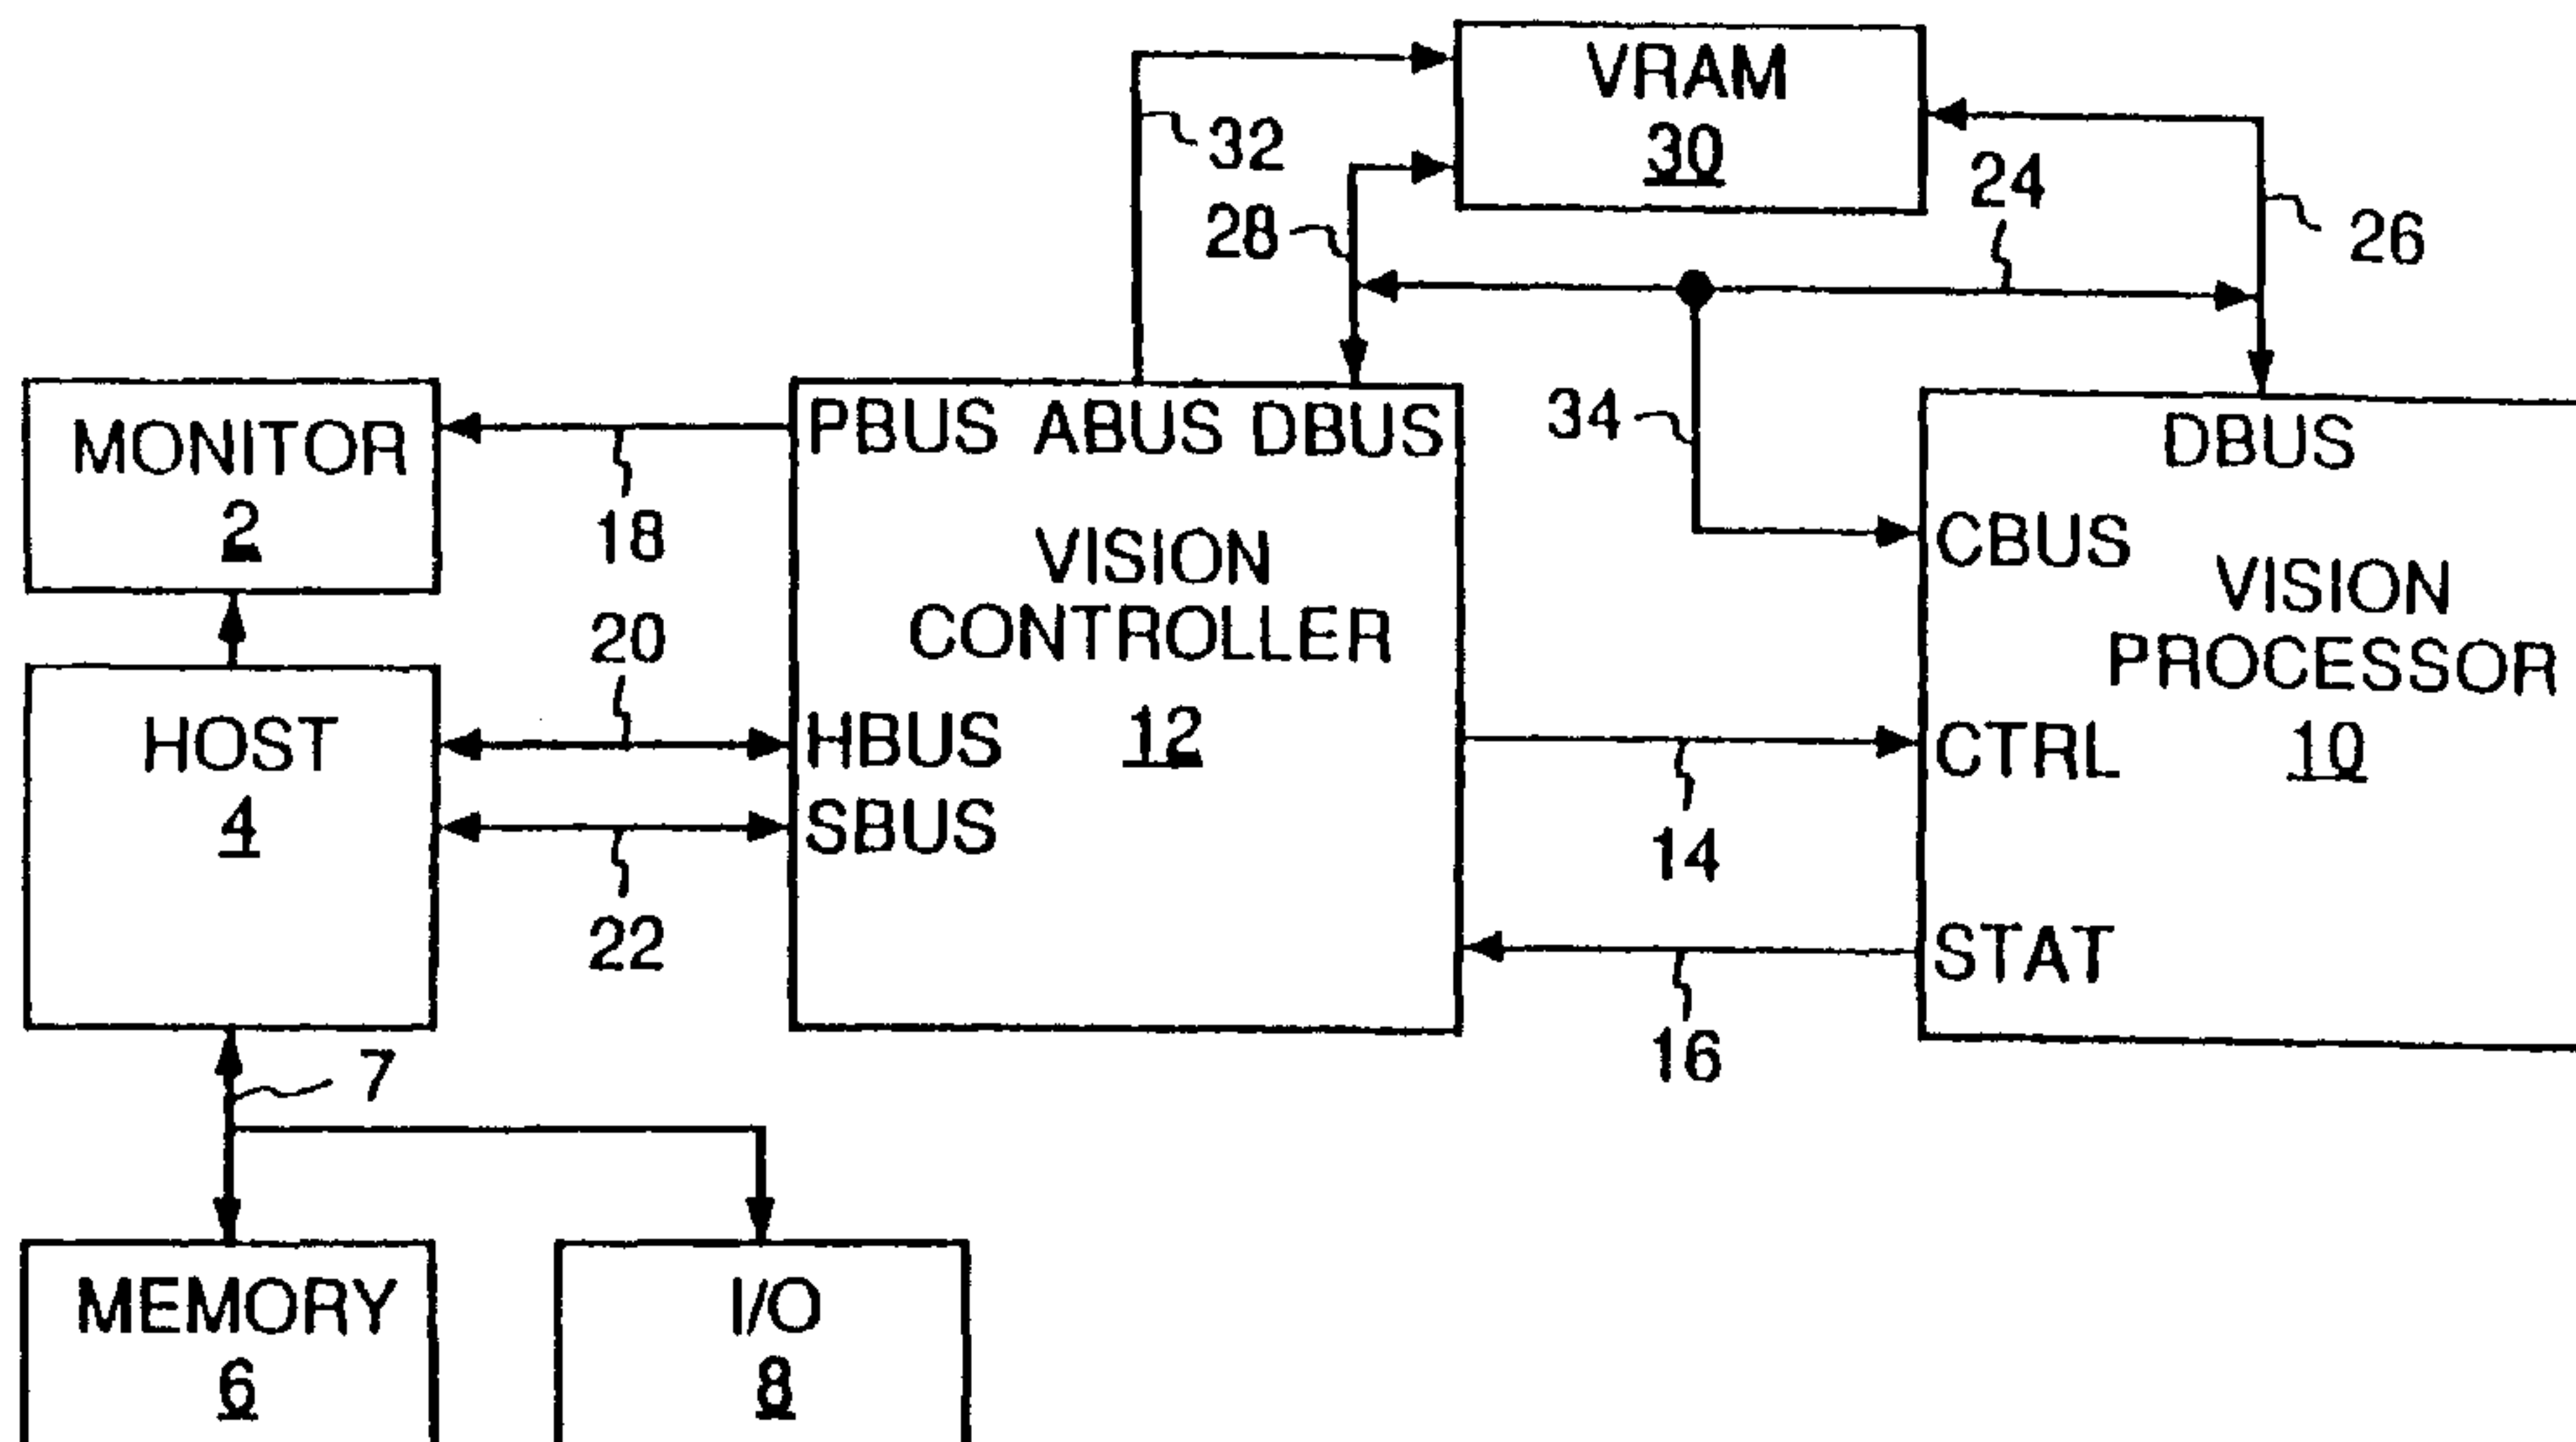 VRAM
30
32
28
24
26
MONITOR
2
18
PBUS ABUS DBUS
VISION
CONTROLLER
12
HBUS
SBUS
34
DBUS
CBUS
VISION
PROCESSOR
10
CTRL
STAT
20
HOST
4
22
14
16
7
MEMORY
6
I/O
8